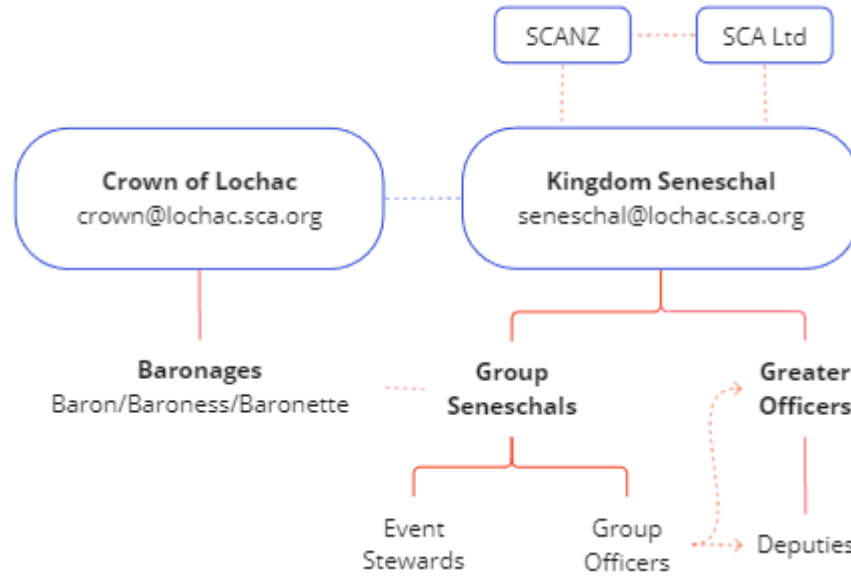 SCANZ
SCA Ltd
Crown of Lochac
crown@lochac.sca.org
Kingdom Seneschal
seneschal@lochac.sca.org
Baronages
Baron/Baroness/Baronette
Group
Seneschals
Greater
Officers
Event
Stewards
Group
Officers
Deputies